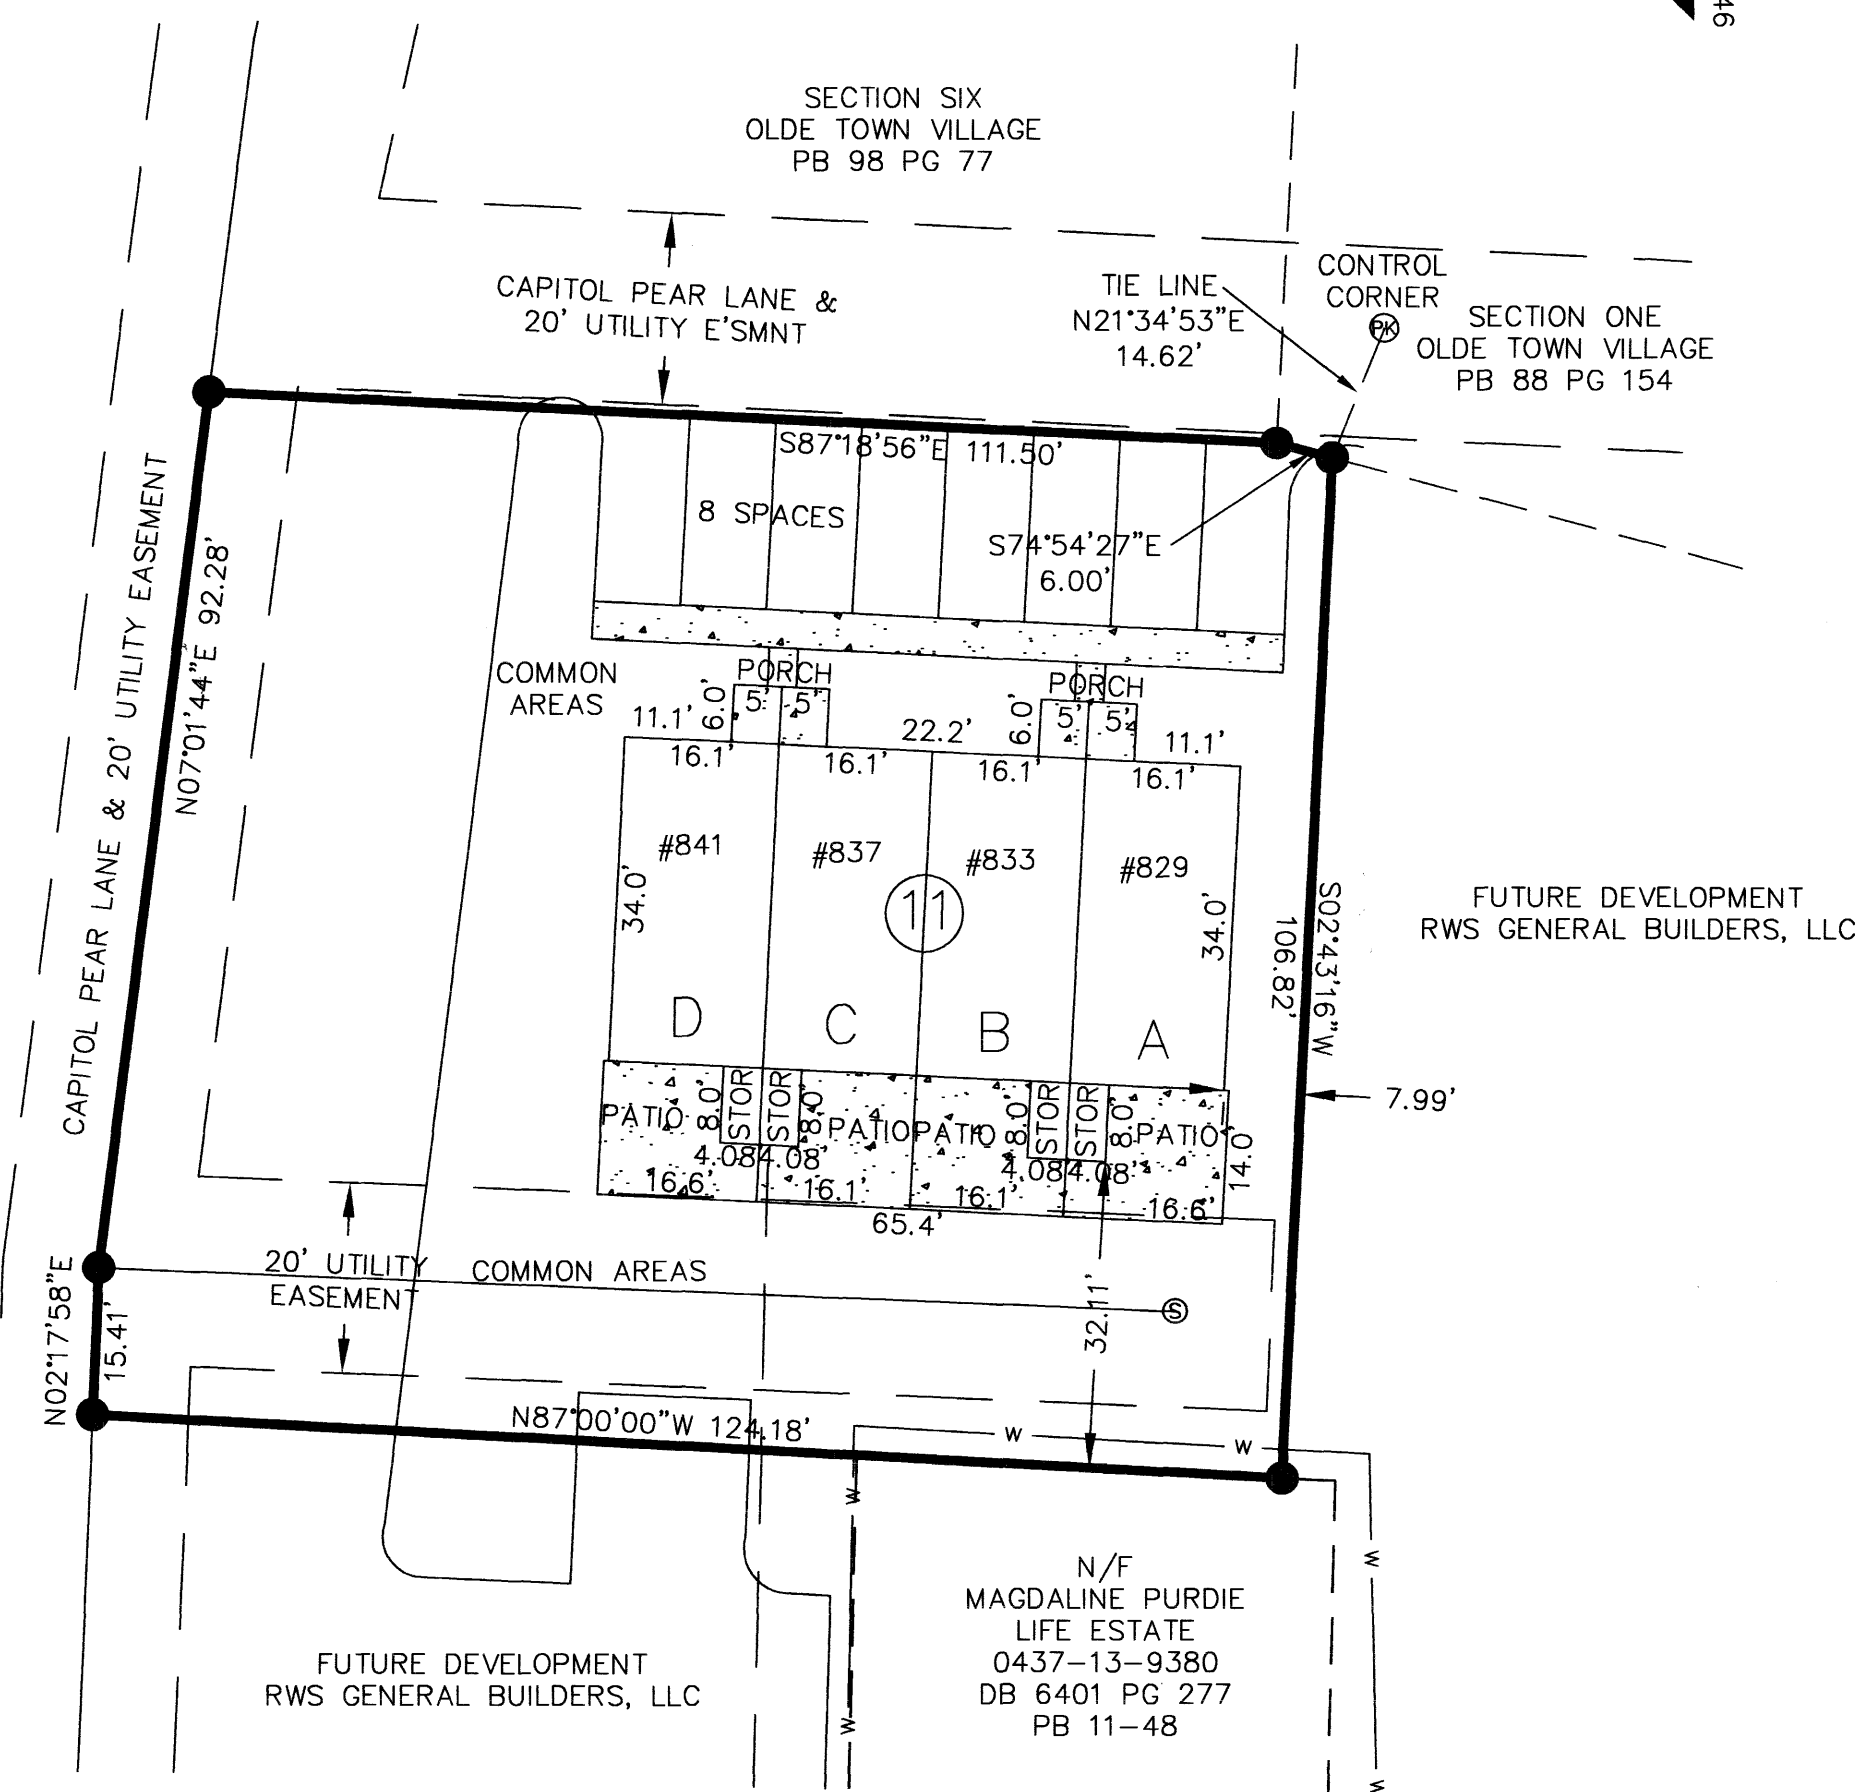 46
SECTION SIX
OLDE TOWN VILLAGE
PB 98 PG 77
CAPITOL PEAR LANE &
20' UTILITY E'SMNT
TIE LINE
N21°34'53"E
14.62'
CONTROL
CORNER
PK
SECTION ONE
OLDE TOWN VILLAGE
PB 88 PG 154
S87°18'56"E 111.50'
8 SPACES
S74°54'27"E
6.00'
CAPITOL PEAR LANE & 20' UTILITY EASEMENT
N07°01'44"E 92.28'
COMMON
AREAS
PORCH
PORCH
6.0'
5'
5'
6.0'
5'
5'
11.1'
22.2'
11.1'
16.1'
16.1'
16.1'
16.1'
#841
#837
#833
#829
11
34.0'
34.0'
D
C
B
A
S02°43'16"W
106.82'
FUTURE DEVELOPMENT
RWS GENERAL BUILDERS, LLC
7.99'
PATIO
8.0'
STOR
STOR
8.0'
PATIO
PATIO
8.0'
STOR
STOR
8.0'
PATIO
14.0'
4.08'
4.08'
4.08'
4.08'
16.6'
16.1'
16.1'
16.6'
65.4'
20' UTILITY
EASEMENT
COMMON AREAS
S
32.11'
N02°17'58"E
15.41'
N87°00'00"W 124.18'
W
W
W
W
W
W
N/F
MAGDALINE PURDIE
LIFE ESTATE
0437-13-9380
DB 6401 PG 277
PB 11-48
FUTURE DEVELOPMENT
RWS GENERAL BUILDERS, LLC